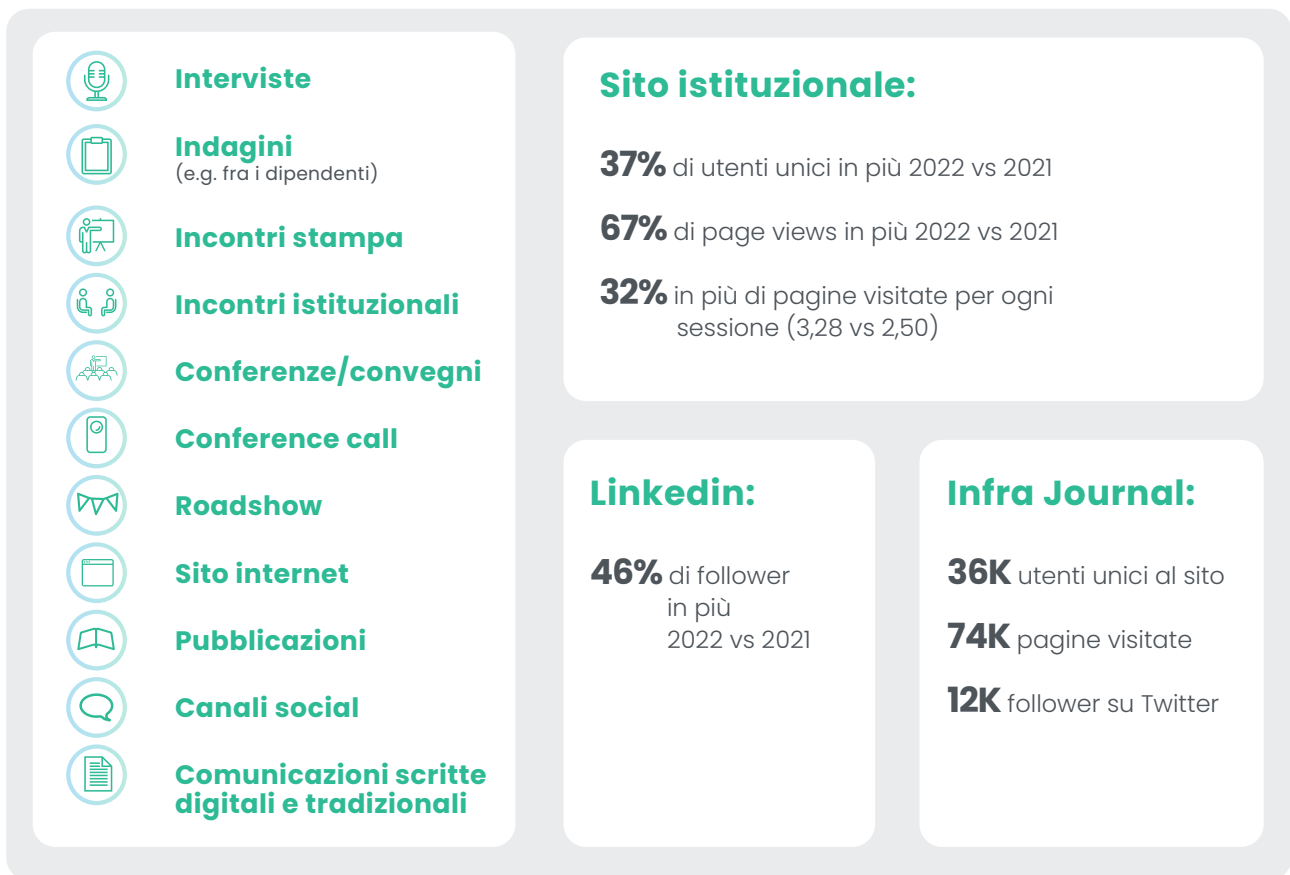 Interviste
Indagini
(e.g. fra i dipendenti)
Incontri stampa
Incontri istituzionali
Conferenze/convegni
Conference call
Roadshow
Sito internet
Pubblicazioni
Canali social
Comunicazioni scritte
digitali e tradizionali
Sito istituzionale:
37% di utenti unici in più 2022 vs 2021
67% di page views in più 2022 vs 2021
32% in più di pagine visitate per ogni
sessione (3,28 vs 2,50)
Linkedin:
46% di follower
in più
2022 vs 2021
Infra Journal:
36K utenti unici al sito
74K pagine visitate
12K follower su Twitter